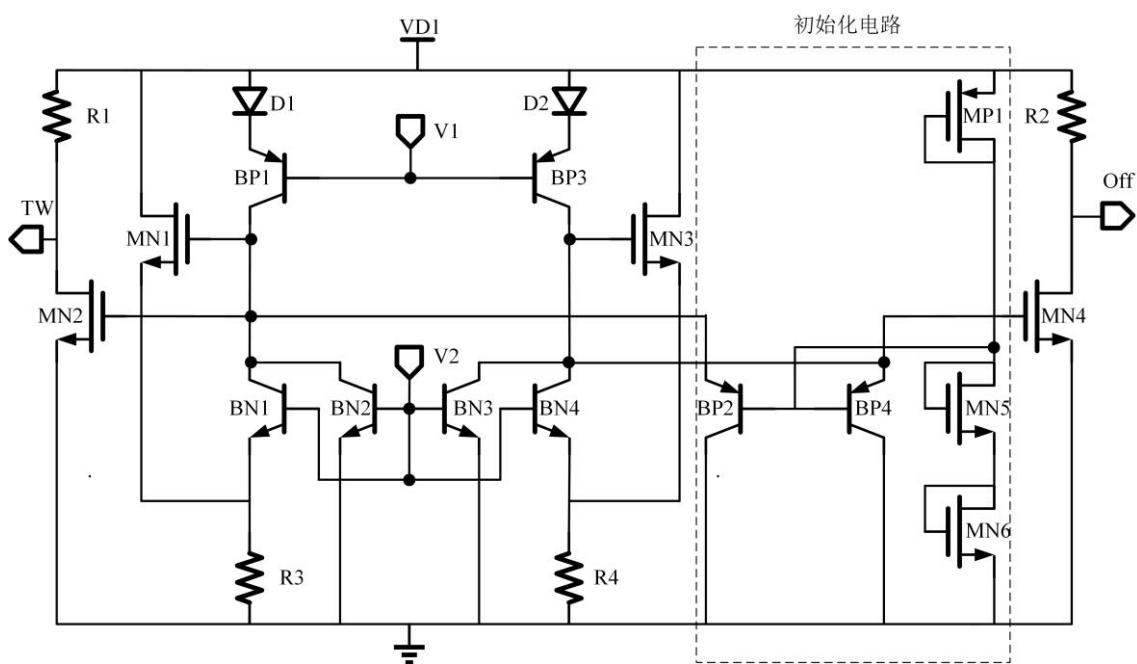 初始化电路
VD1
R1
D1
D2
MP1
R2
V1
BP1
BP3
Off
TW
MN1
MN3
MN2
MN4
V2
BN1
BN2
BN3
BN4
BP2
BP4
MN5
MN6
R3
R4